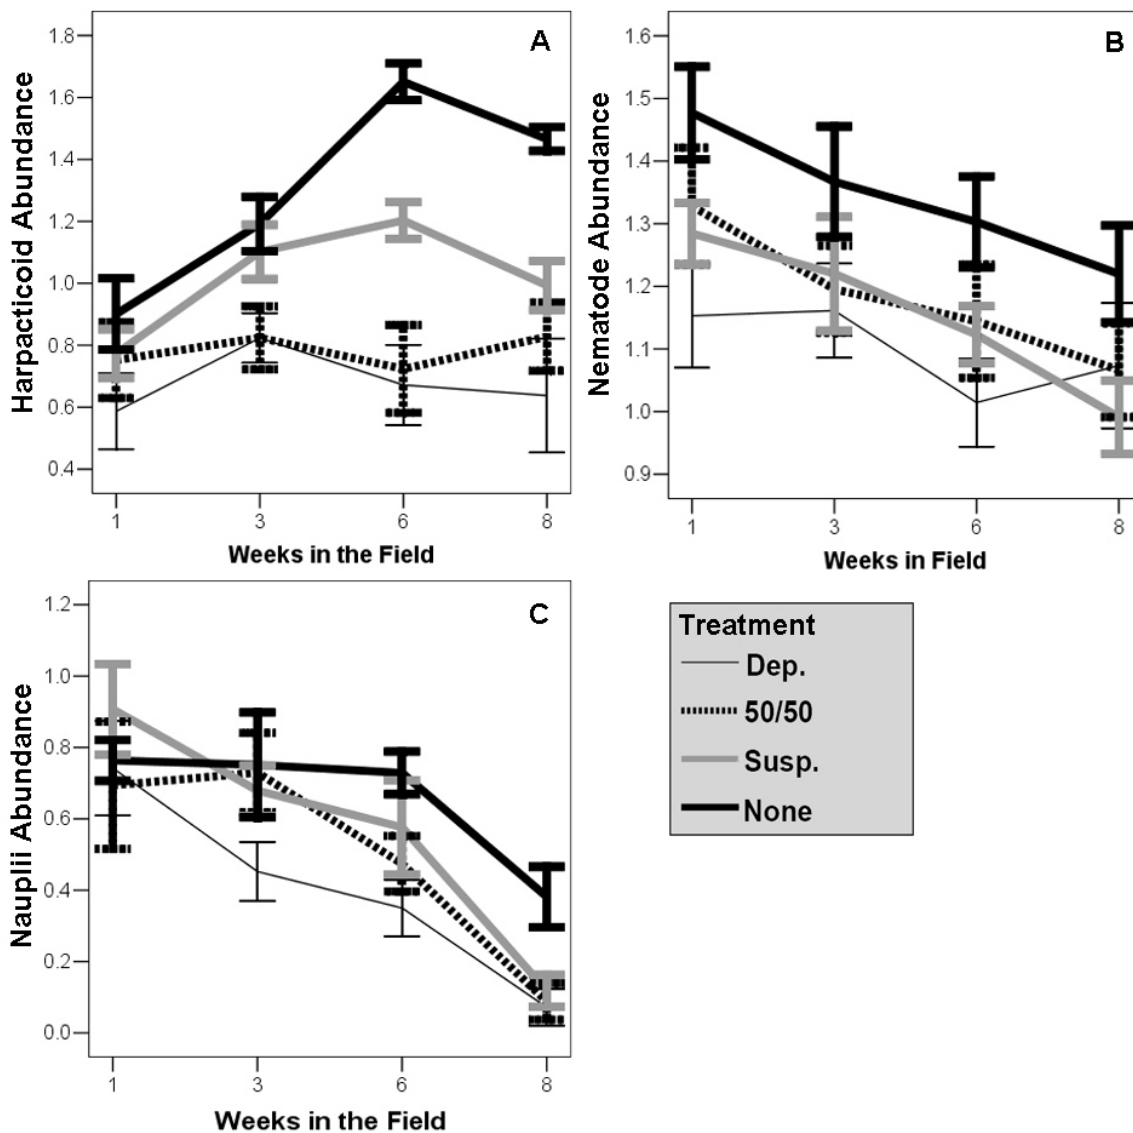 A
Harpacticoid Abundance
1.8
1.6
1.4
1.2
1.0
0.8
0.6
0.4
1 3 6 8
Weeks in the Field
B
Nematode Abundance
1.6
1.5
1.4
1.3
1.2
1.1
1.0
0.9
1 3 6 8
Weeks in Field
C
Nauplii Abundance
1.2
1.0
0.8
0.6
0.4
0.2
0.0
1 3 6 8
Weeks in the Field
Treatment
Dep.
50/50
Susp.
None